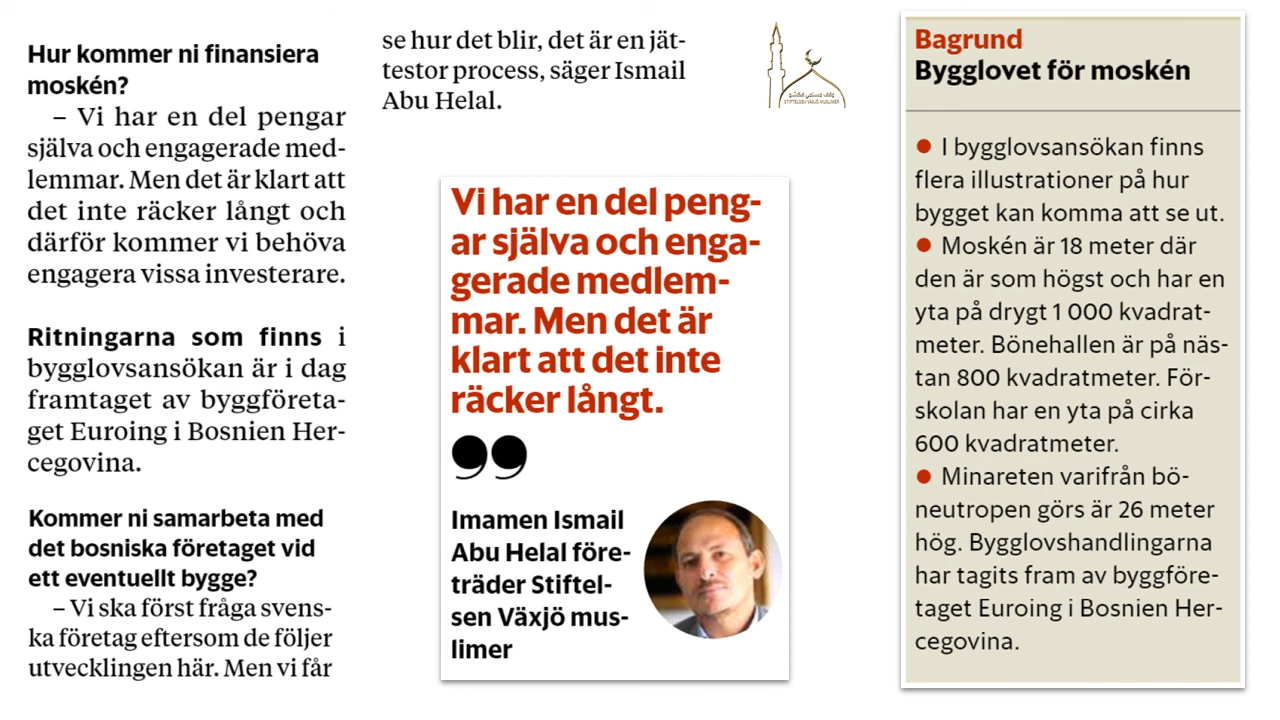 Hur kommer ni finansiera
moskén?
– Vi har en del pengar
själva och engagerade med-
lemmar. Men det är klart att
det inte räcker långt och
därför kommer vi behöva
engagera vissa investerare.
Ritningarna som finns i
bygglovsansökan är i dag
framtaget av byggföreta-
get Euroing i Bosnien Her-
cegovina.
Kommer ni samarbeta med
det bosniska företaget vid
ett eventuellt bygge?
– Vi ska först fråga svens-
ka företag eftersom de följer
utvecklingen här. Men vi får
se hur det blir, det är en jät-
testor process, säger Ismail
Abu Helal.
STIFTELSEN VÄXJÖ MUSLIMER
Vi har en del peng-
ar själva och enga-
gerade medlem-
mar. Men det är
klart att det inte
räcker långt.
”
Imamen Ismail
Abu Helal före-
träder Stiftel-
sen Växjö mus-
limer
Bagrund
Bygglovet för moskén
● I bygglovsansökan finns
flera illustrationer på hur
bygget kan komma att se ut.
● Moskén är 18 meter där
den är som högst och har en
yta på drygt 1 000 kvadrat-
meter. Bönehallen är på näs-
tan 800 kvadratmeter. För-
skolan har en yta på cirka
600 kvadratmeter.
● Minareten varifrån bö-
neutropen görs är 26 meter
hög. Bygglovshandlingarna
har tagits fram av byggföre-
taget Euroing i Bosnien Her-
cegovina.